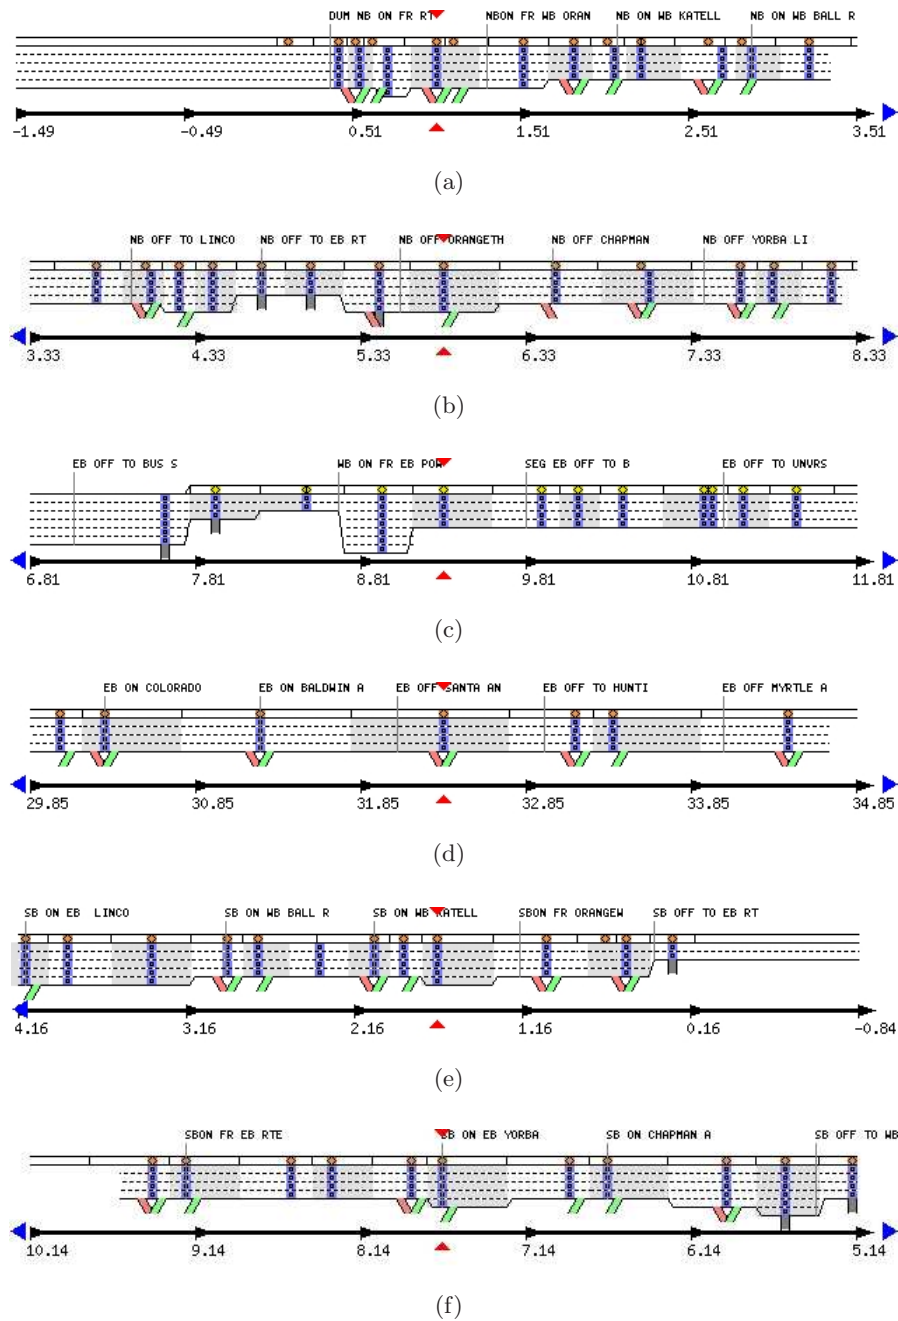 DUM NB ON FR RT NBON FR WB ORAN NB ON WB KATELL NB ON WB BALL R
-1.49 -0.49 0.51 1.51 2.51 3.51
(a)
NB OFF TO LINCO NB OFF TO EB RT NB OFF ORANGETH NB OFF CHAPMAN NB OFF YORBA LI
3.33 4.33 5.33 6.33 7.33 8.33
(b)
EB OFF TO BUS S WB ON FR EB POW SEG EB OFF TO B EB OFF TO UNVRS
6.81 7.81 8.81 9.81 10.81 11.81
(c)
EB ON COLORADO EB ON BALDWIN A EB OFF SANTA AN EB OFF TO HUNTI EB OFF MYRTLE A
29.85 30.85 31.85 32.85 33.85 34.85
(d)
SB ON EB LINCO SB ON WB BALL R SB ON WB KATELL SBON FR ORANGEW SB OFF TO EB RT
4.16 3.16 2.16 1.16 0.16 -0.84
(e)
SBON FR EB RTE SB ON EB YORBA SB ON CHAPMAN A SB OFF TO WB
10.14 9.14 8.14 7.14 6.14 5.14
(f)